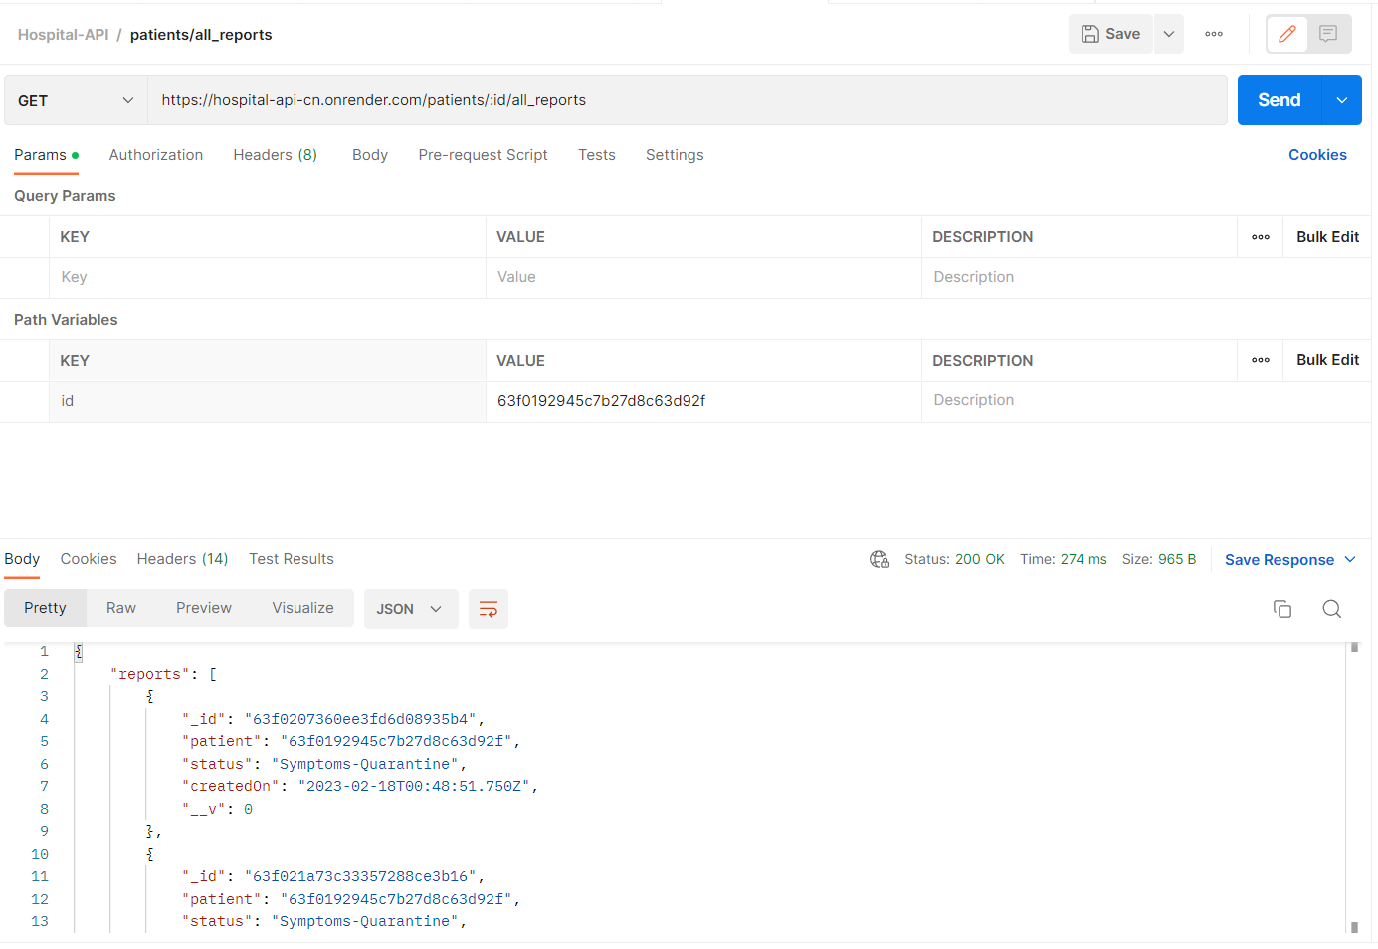 Hospital-API / patients/all_reports
Save
GET
https://hospital-api-cn.onrender.com/patients/:id/all_reports
Send
Params Authorization Headers (8) Body Pre-request Script Tests Settings Cookies
Query Params
KEY VALUE DESCRIPTION Bulk Edit
Key Value Description
Path Variables
KEY VALUE DESCRIPTION Bulk Edit
id 63f0192945c7b27d8c63d92f Description
Body Cookies Headers (14) Test Results Status: 200 OK Time: 274 ms Size: 965 B Save Response
Pretty Raw Preview Visualize JSON
1 {
2 "reports": [
3 {
4 "_id": "63f0207360ee3fd6d08935b4",
5 "patient": "63f0192945c7b27d8c63d92f",
6 "status": "Symptoms-Quarantine",
7 "createdOn": "2023-02-18T00:48:51.750Z",
8 "__v": 0
9 },
10 {
11 "_id": "63f021a73c33357288ce3b16",
12 "patient": "63f0192945c7b27d8c63d92f",
13 "status": "Symptoms-Quarantine",